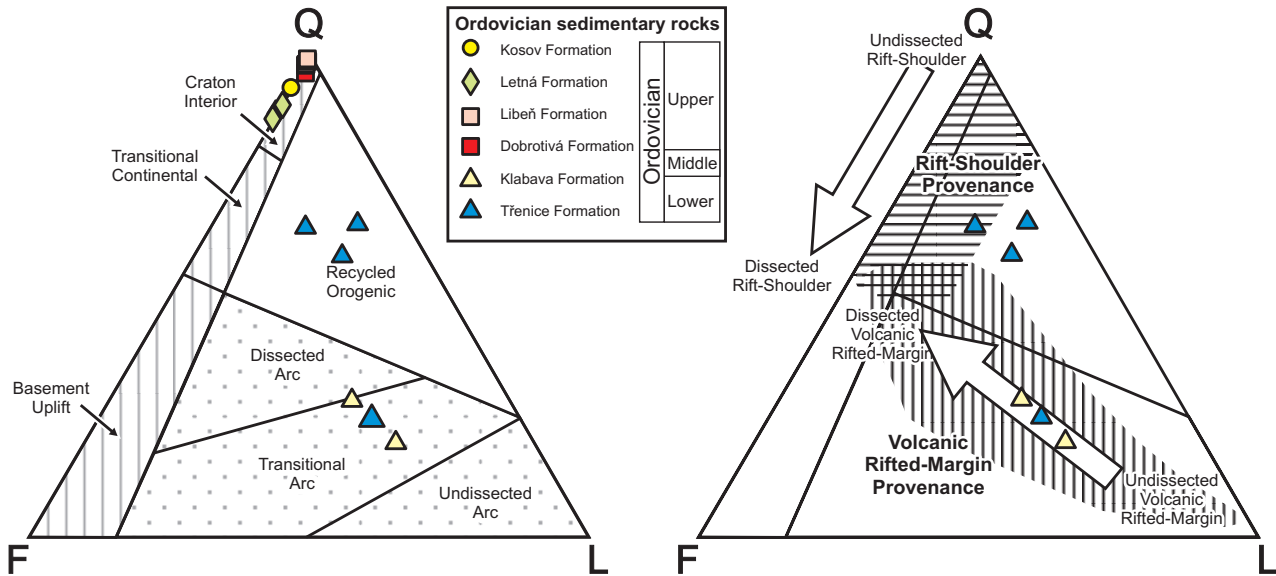 Q
Craton
Interior
Transitional
Continental
Recycled
Orogenic
Dissected
Arc
Basement
Uplift
Transitional
Arc
Undissected
Arc
F
L
Ordovician sedimentary rocks
Kosov Formation
Letná Formation
Libeň Formation
Dobrotivá Formation
Klabava Formation
Třenice Formation
Ordovician
Upper
Middle
Lower
Q
Undissected
Rift-Shoulder
Rift-Shoulder
Provenance
Dissected
Rift-Shoulder
Dissected
Volcanic
Rifted-Margin
Volcanic
Rifted-Margin
Provenance
Undissected
Volcanic
Rifted-Margin
F
L